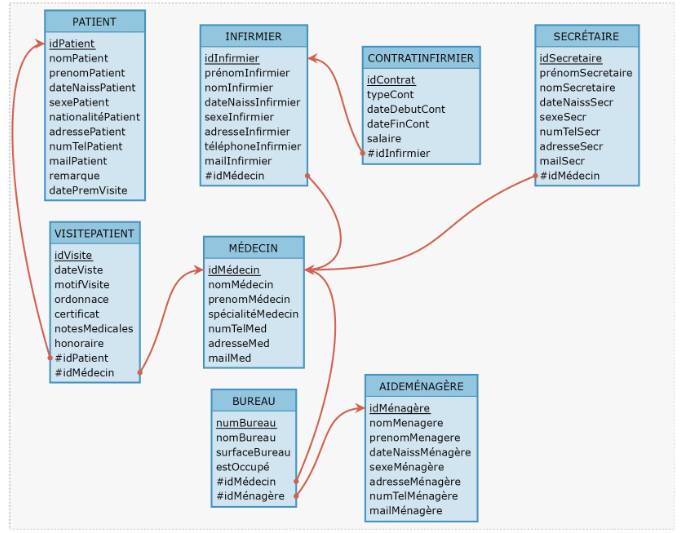 PATIENT
idPatient
nomPatient
prenomPatient
dateNaissPatient
sexePatient
nationalitéPatient
adressePatient
numTelPatient
mailPatient
remarque
datePremVisite
INFIRMIER
idInfirmier
prénomInfirmier
nomInfirmier
dateNaissInfirmier
sexeInfirmier
adresseInfirmier
téléphoneInfirmier
mailInfirmier
#idMédecin
CONTRATINFIRMIER
idContrat
typeCont
dateDebutCont
dateFinCont
salaire
#idInfirmier
SECRÉTAIRE
idSecretaire
prénomSecretaire
nomSecretaire
dateNaissSecr
sexeSecr
numTelSecr
adresseSecr
mailSecr
#idMédecin
VISITEPATIENT
idVisite
dateViste
motifVisite
ordonnace
certificat
notesMedicales
honoraire
#idPatient
#idMédecin
MÉDECIN
idMédecin
nomMédecin
prenomMédecin
spécialitéMedecin
numTelMed
adresseMed
mailMed
BUREAU
numBureau
nomBureau
surfaceBureau
estOccupé
#idMédecin
#idMénagère
AIDEMÉNAGÈRE
idMénagère
nomMenagere
prenomMenagere
dateNaissMénagère
sexeMénagère
adresseMénagère
numTelMénagère
mailMénagère